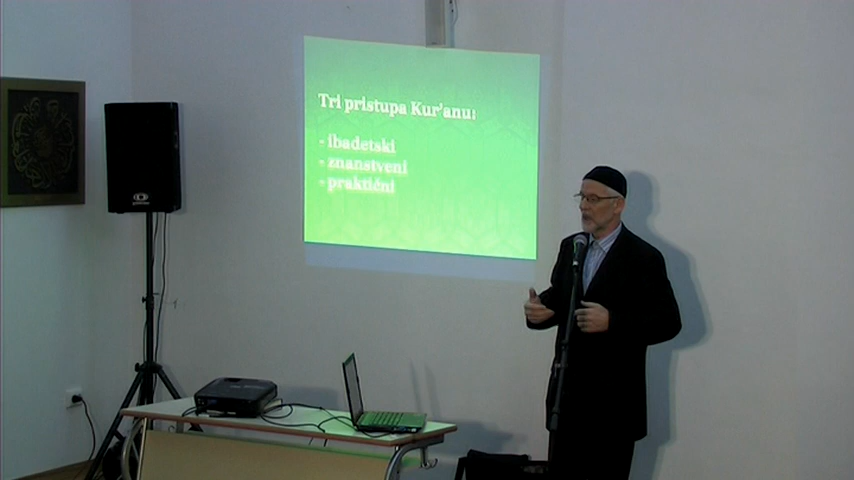 Tri pristupa Kur'anu:
- ibadetski
- znanstveni
- praktični